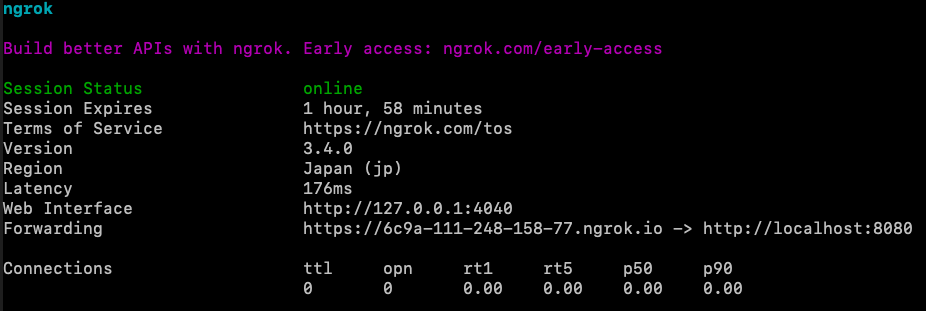 ngrok
Build better APIs with ngrok. Early access: ngrok.com/early-access
Session Status online
Session Expires 1 hour, 58 minutes
Terms of Service https://ngrok.com/tos
Version 3.4.0
Region Japan (jp)
Latency 176ms
Web Interface http://127.0.0.1:4040
Forwarding https://6c9a-111-248-158-77.ngrok.io -> http://localhost:8080
Connections ttl opn rt1 rt5 p50 p90
0 0 0.00 0.00 0.00 0.00